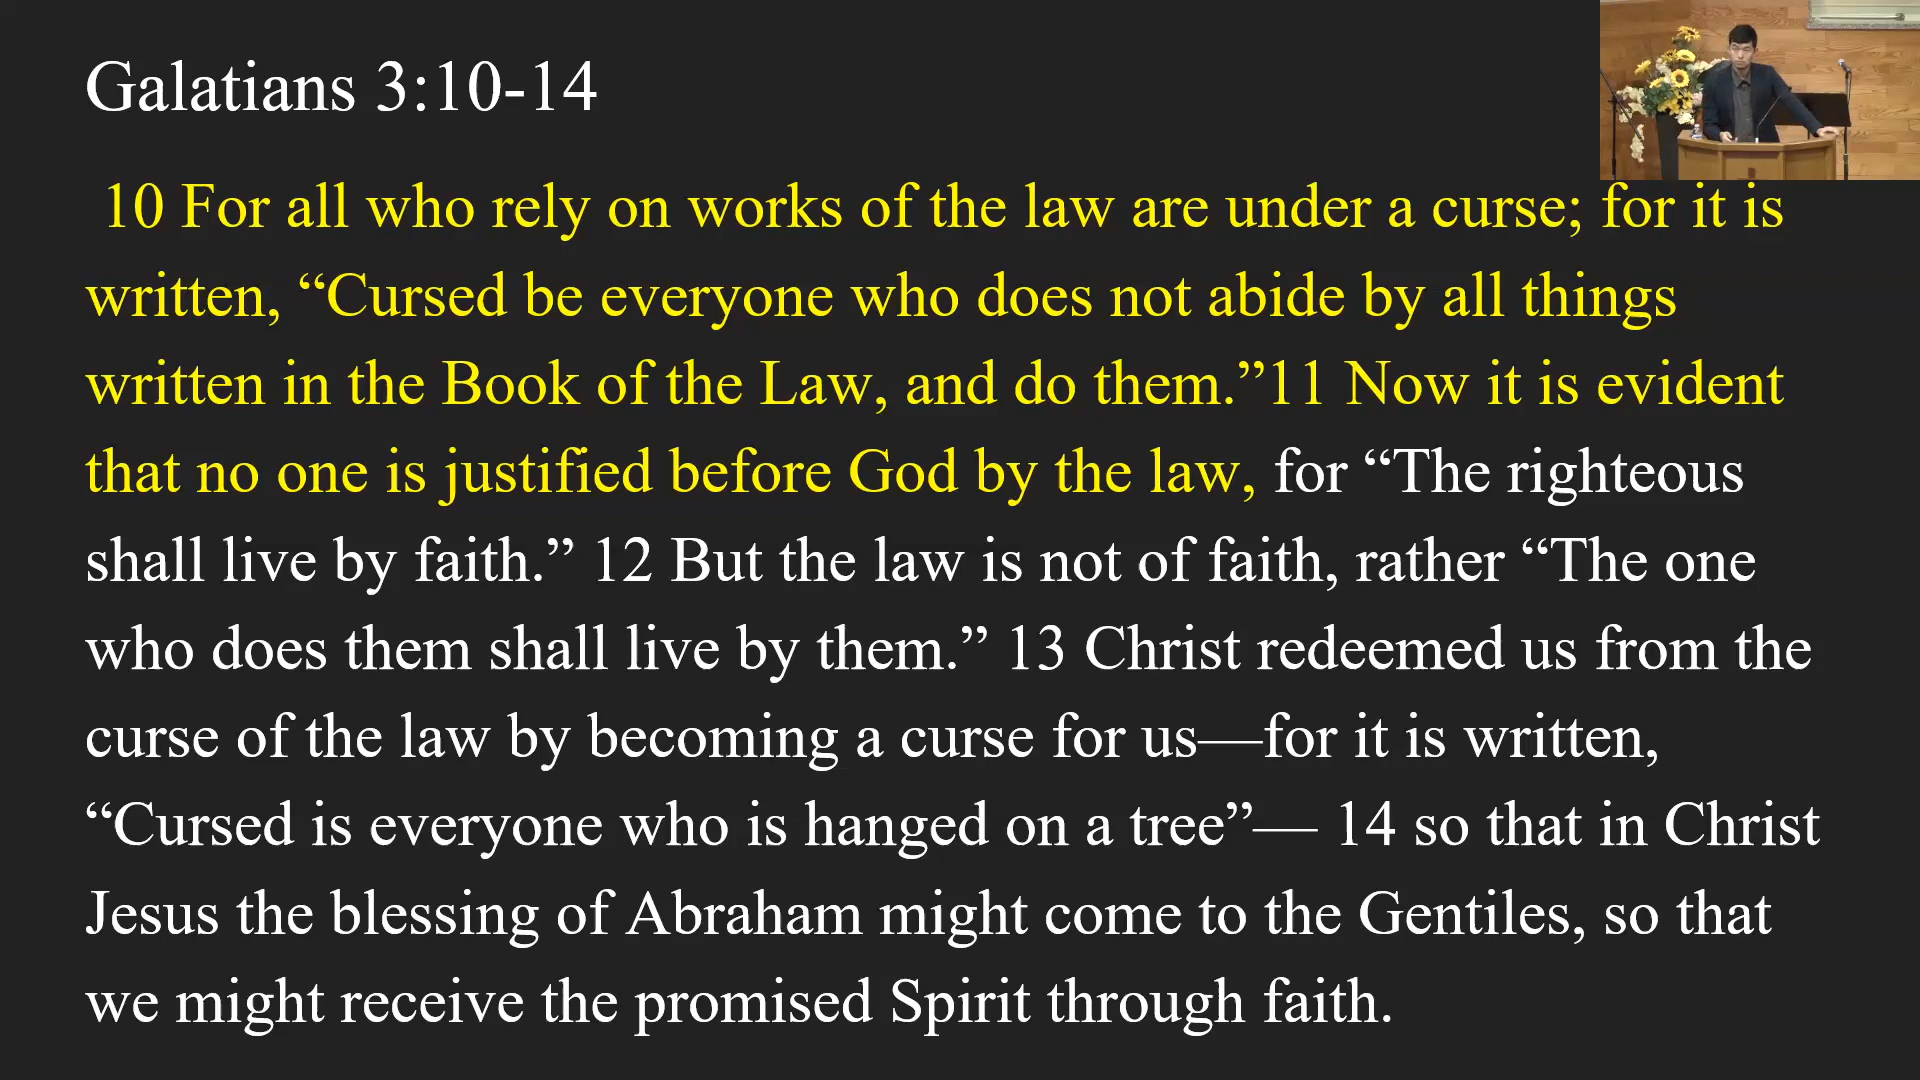 Galatians 3:10-14
10 For all who rely on works of the law are under a curse; for it is
written, “Cursed be everyone who does not abide by all things
written in the Book of the Law, and do them.”11 Now it is evident
that no one is justified before God by the law, for “The righteous
shall live by faith.” 12 But the law is not of faith, rather “The one
who does them shall live by them.” 13 Christ redeemed us from the
curse of the law by becoming a curse for us—for it is written,
“Cursed is everyone who is hanged on a tree”— 14 so that in Christ
Jesus the blessing of Abraham might come to the Gentiles, so that
we might receive the promised Spirit through faith.